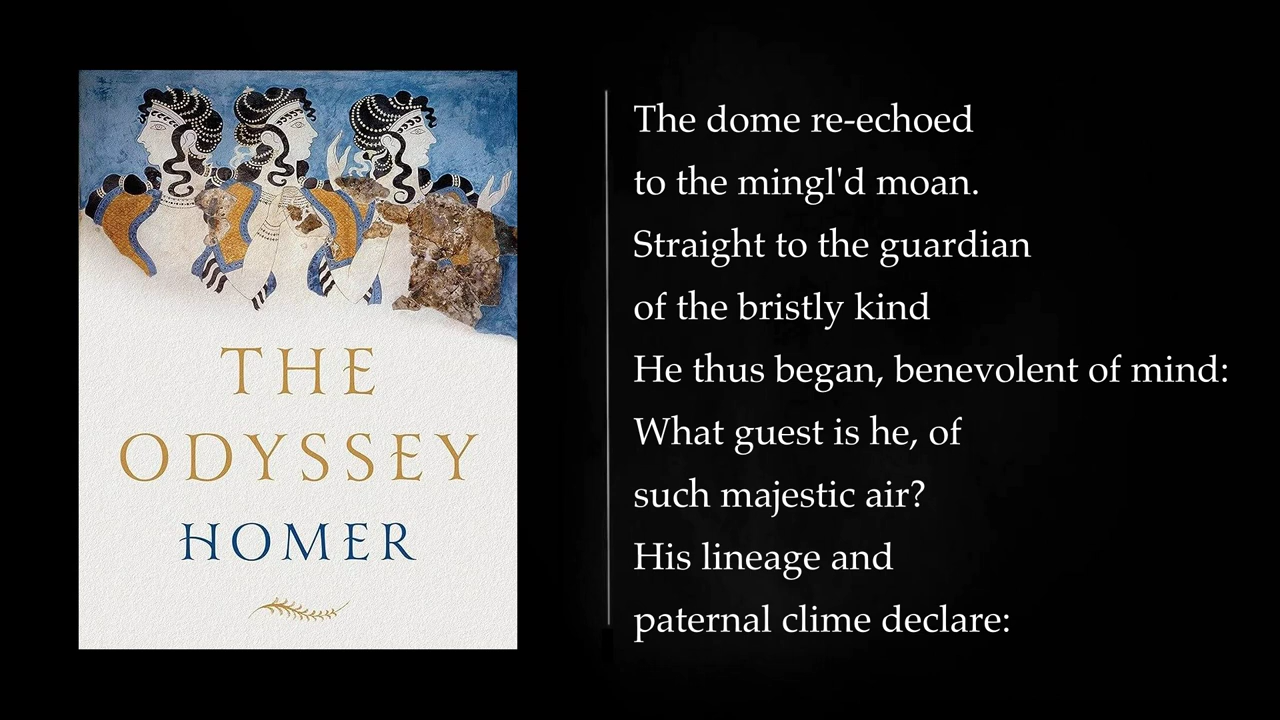 THE
ODYSSEY
HOMER
The dome re-echoed
to the mingl'd moan.
Straight to the guardian
of the bristly kind
He thus began, benevolent of mind:
What guest is he, of
such majestic air?
His lineage and
paternal clime declare: